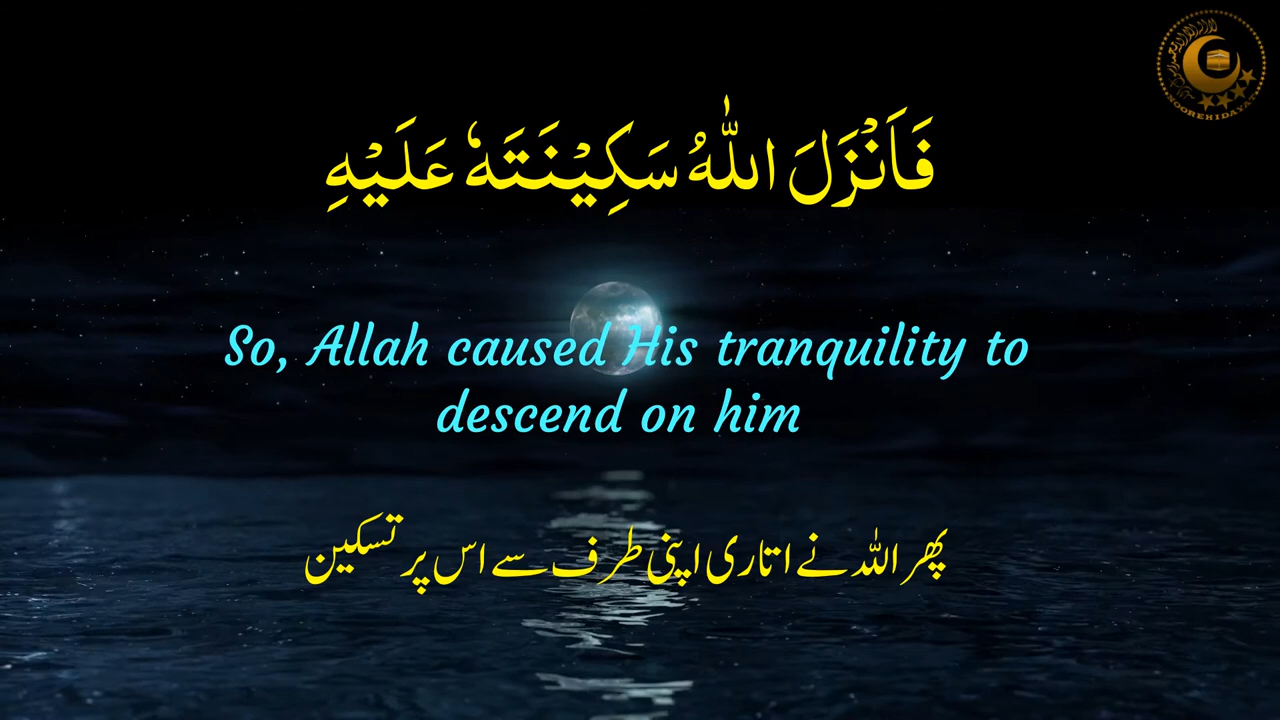 فَاَنْزَلَ اللّٰهُ سَكِيْنَتَهٗ عَلَيْهِ
So, Allah caused His tranquility to
descend on him
پھر اللہ نے اتاری اپنی طرف سے اس پر تسکین
NOOREHIDAYAT